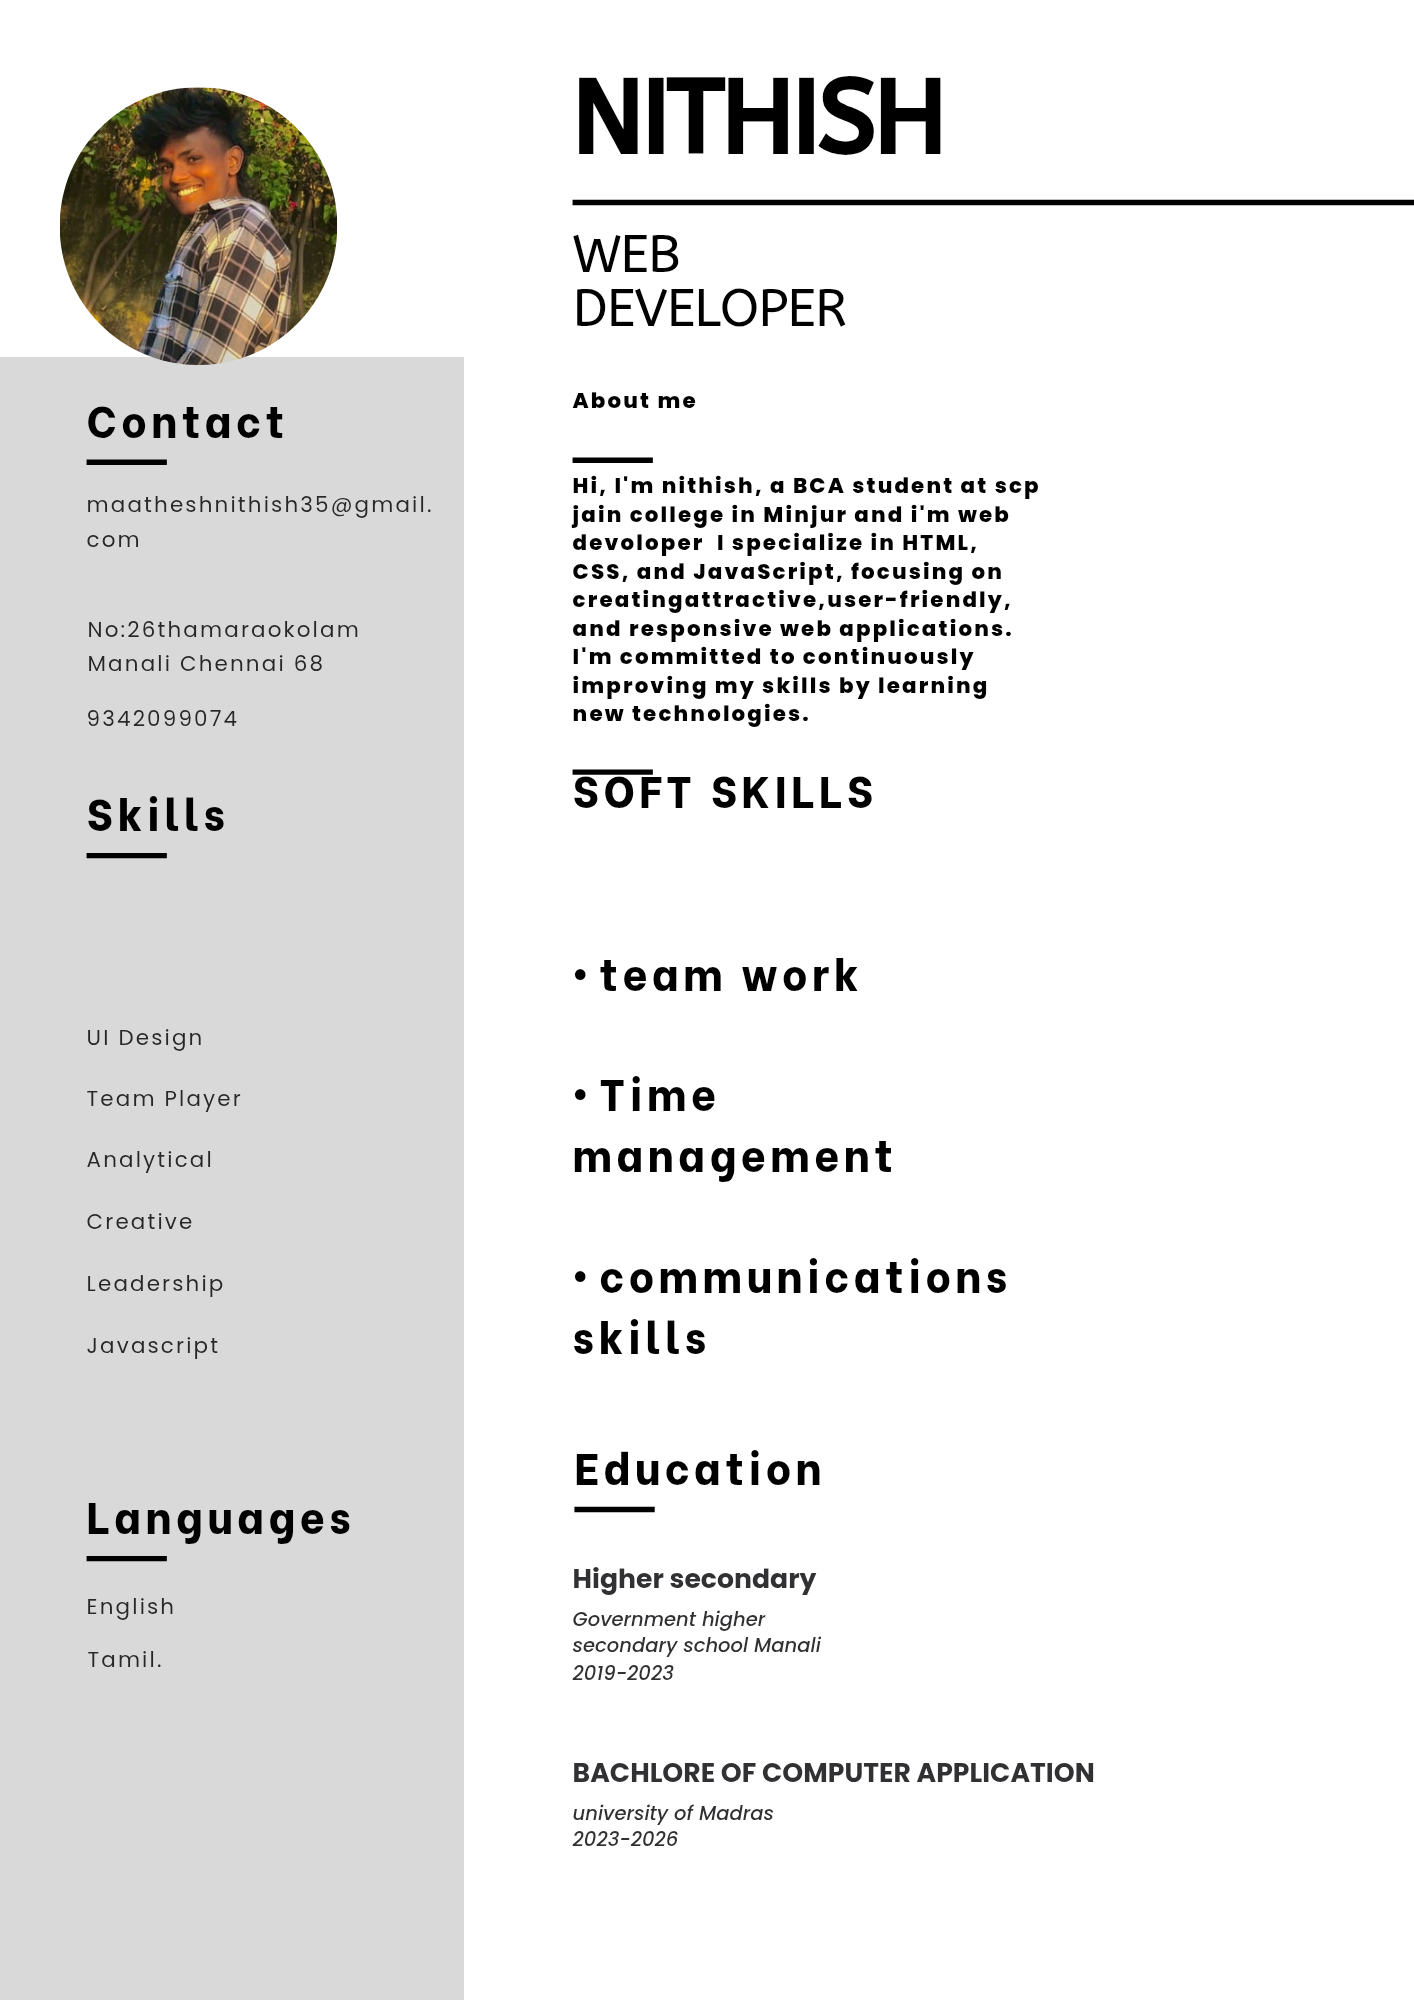 NITHISH
WEB
DEVELOPER
Contact
maatheshnithish35@gmail.
com
No:26thamaraokolam
Manali Chennai 68
9342099074
Skills
UI Design
Team Player
Analytical
Creative
Leadership
Javascript
Languages
English
Tamil.
About me
Hi, I'm nithish, a BCA student at scp
jain college in Minjur and i'm web
devoloper  I specialize in HTML,
CSS, and JavaScript, focusing on
creatingattractive,user-friendly,
and responsive web applications.
I'm committed to continuously
improving my skills by learning
new technologies.
SOFT SKILLS
• team work
• Time
management
• communications
skills
Education
Higher secondary
Government higher
secondary school Manali
2019-2023
BACHLORE OF COMPUTER APPLICATION
university of Madras
2023-2026